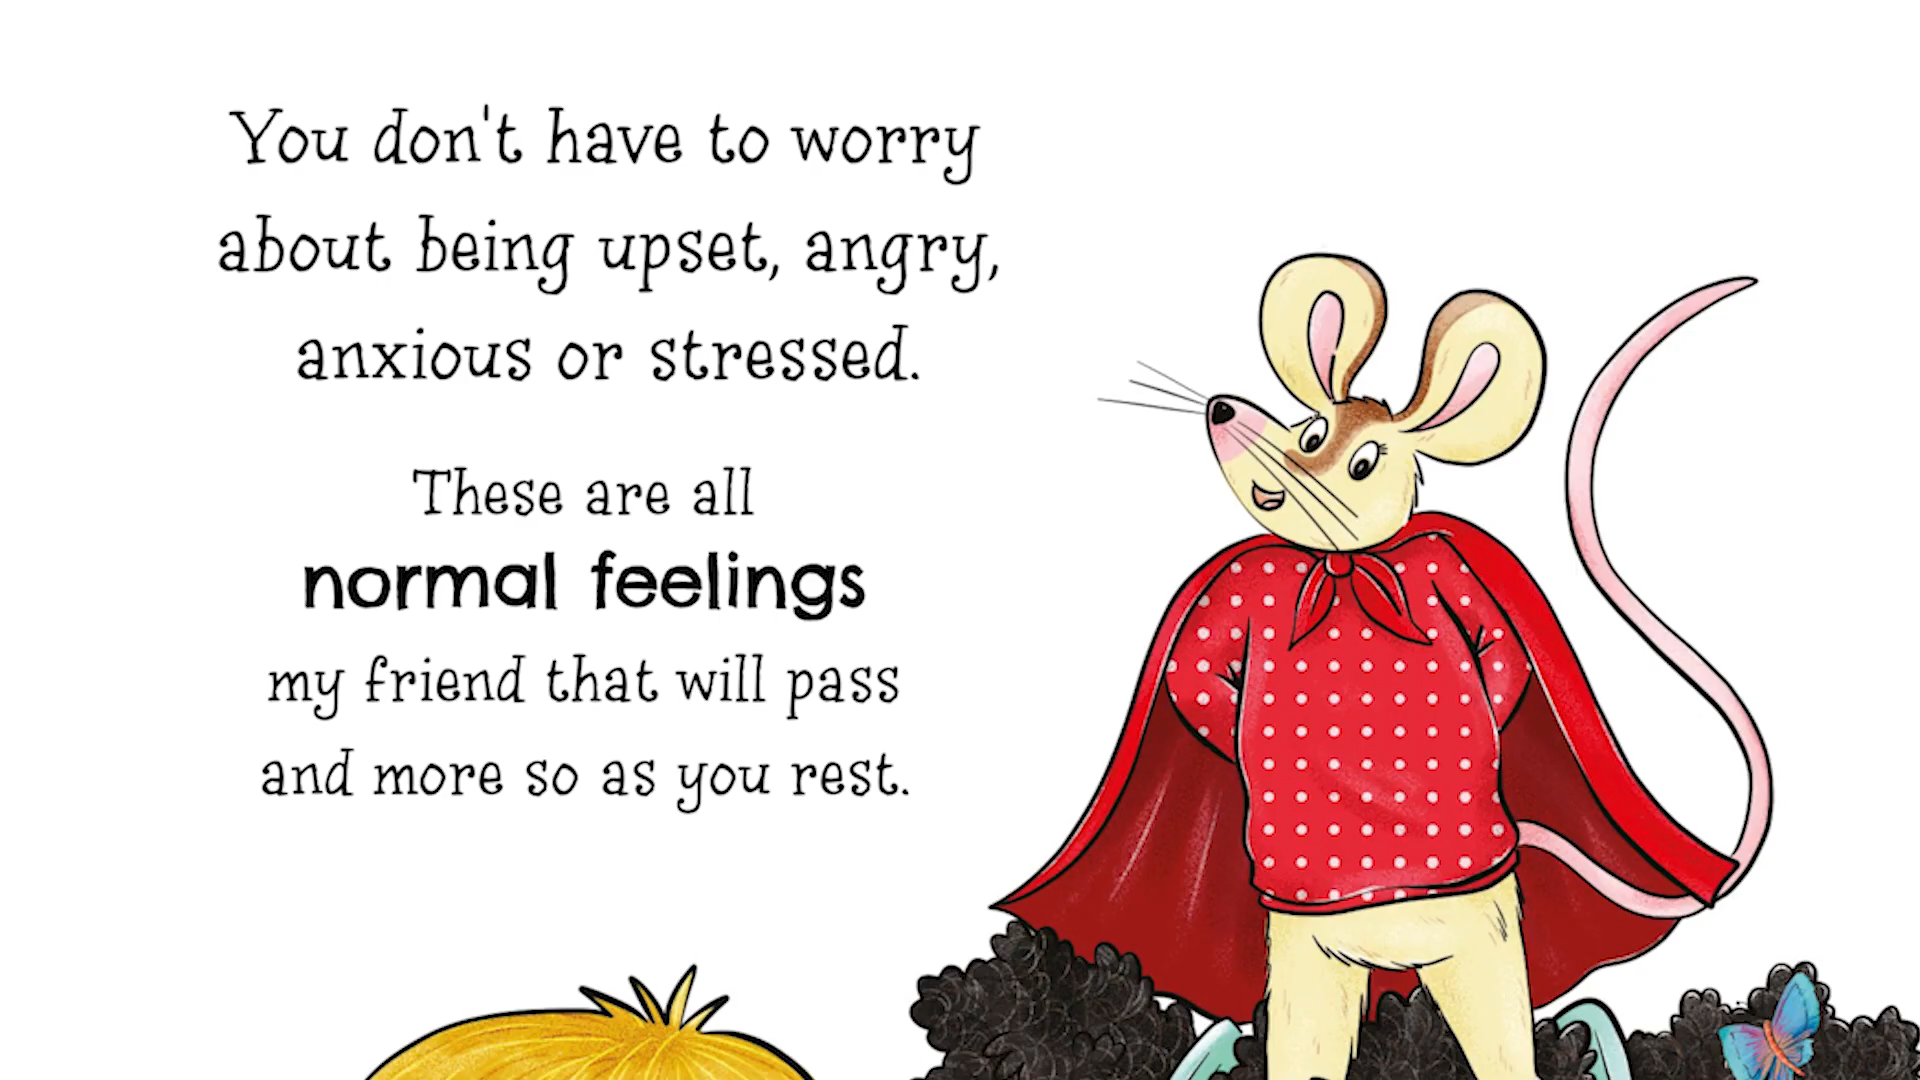 You don't have to worry
about being upset, angry,
anxious or stressed.
These are all
normal feelings
my friend that will pass
and more so as you rest.